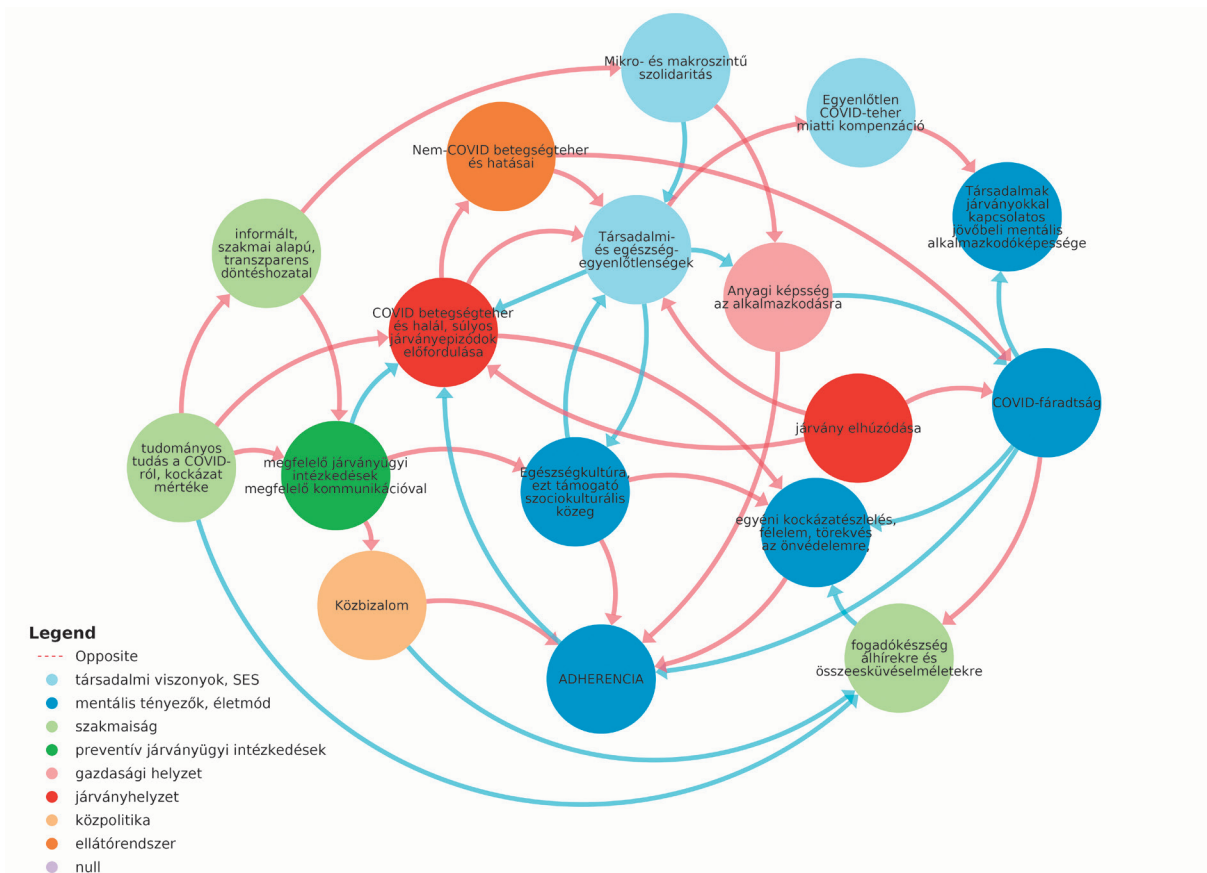 Mikro- és makroszintű
szolidaritás
Egyenlőtlen
COVID-teher
miatti kompenzáció
Nem-COVID betegségteher
és hatásai
Társadalmak
járványokkal
kapcsolatos
jövőbeli mentális
alkalmazkodóképessége
informált,
szakmai alapú,
transzparens
döntéshozatal
Társadalmi-
és egészség-
egyenlőtlenségek
Anyagi képsség
az alkalmazkodásra
COVID betegségteher
és halál, súlyos
járványepizódok
előfordulása
COVID-fáradtság
járvány elhúzódása
tudományos
tudás a COVID-
ról, kockázat
mértéke
megfelelő járványügyi
intézkedések
megfelelő kommunikációval
Egészségkultúra,
ezt támogató
szociokulturális
közeg
egyéni kockázatészlelés,
félelem, törekvés
az önvédelemre,
Közbizalom
ADHERENCIA
fogadókészség
álhírekre és
összeesküvéselméletekre
Legend
Opposite
társadalmi viszonyok, SES
mentális tényezők, életmód
szakmaiság
preventív járványügyi intézkedések
gazdasági helyzet
járványhelyzet
közpolitika
ellátórendszer
null